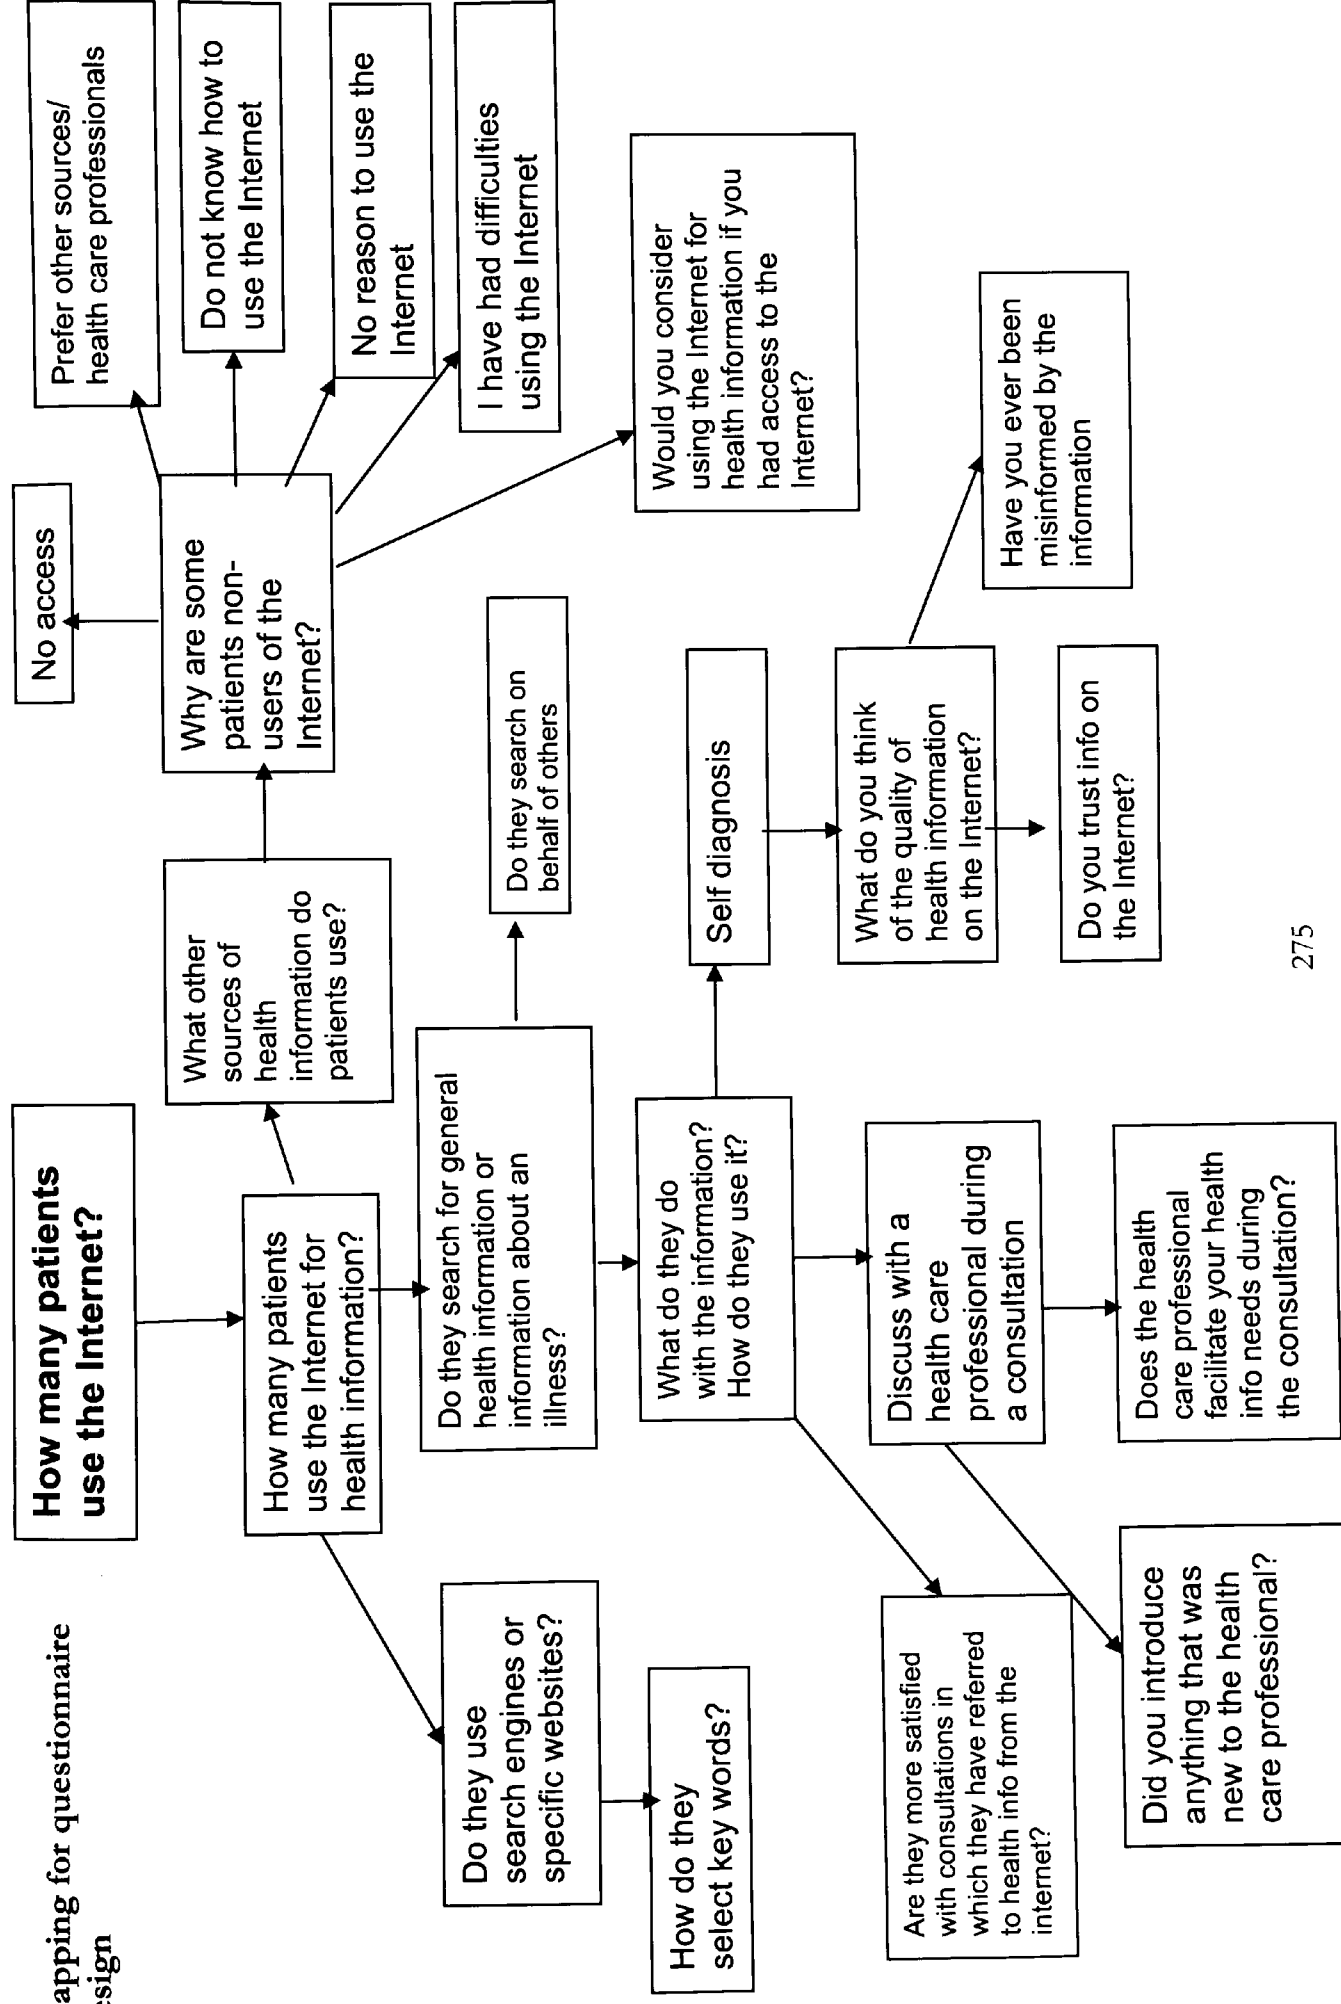 apping for questionnaire
esign
How many patients
use the Internet?
No access
Prefer other sources/
health care professionals
What other
sources of
health
information do
patients use?
Why are some
patients non-
users of the
Internet?
Do not know how to
use the Internet
How many patients
use the Internet for
health information?
No reason to use the
Internet
Do they use
search engines or
specific websites?
Do they search for general
health information or
information about an
illness?
Do they search on
behalf of others
I have had difficulties
using the Internet
How do they
select key words?
What do they do
with the information?
How do they use it?
Self diagnosis
Would you consider
using the Internet for
health information if you
had access to the
Internet?
Are they more satisfied
with consultations in
which they have referred
to health info from the
internet?
Discuss with a
health care
professional during
a consultation
What do you think
of the quality of
health information
on the Internet?
Have you ever been
misinformed by the
information
Did you introduce
anything that was
new to the health
care professional?
Does the health
care professional
facilitate your health
info needs during
the consultation?
Do you trust info on
the Internet?
275